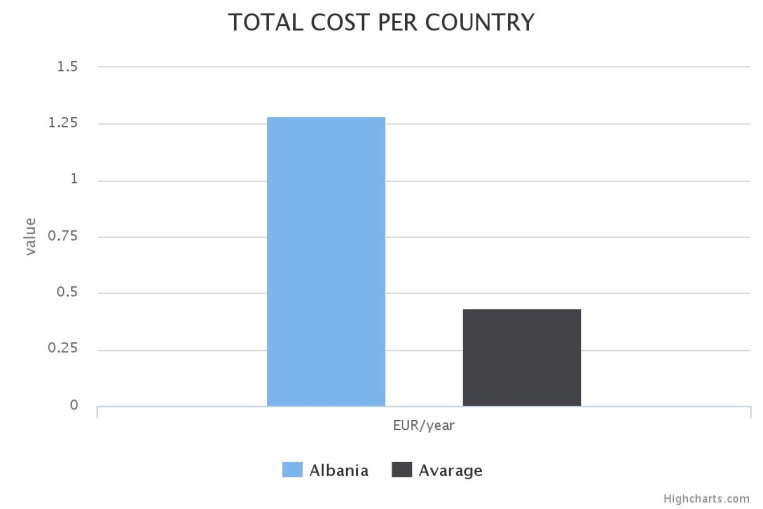 TOTAL COST PER COUNTRY
1.5
1.25
1
0.75
0.5
0.25
0
value
EUR/year
Albania
Avarage
Highcharts.com